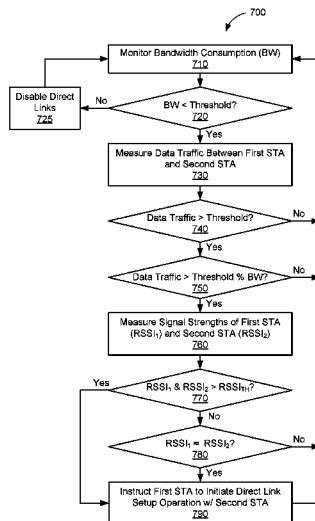 700
Monitor Bandwidth Consumption (BW)
710
Disable Direct
Links
725
No
BW < Threshold?
720
Yes
Measure Data Traffic Between First STA
and Second STA
730
Data Traffic > Threshold?
740
No
Yes
Data Traffic > Threshold % BW?
750
No
Yes
Measure Signal Strengths of First STA
(RSSI₁) and Second STA (RSSI₂)
760
Yes
RSSI₁ & RSSI₂ > RSSI_TH?
770
No
RSSI₁ ≈ RSSI₂?
780
No
Yes
Instruct First STA to Initiate Direct Link
Setup Operation w/ Second STA
790